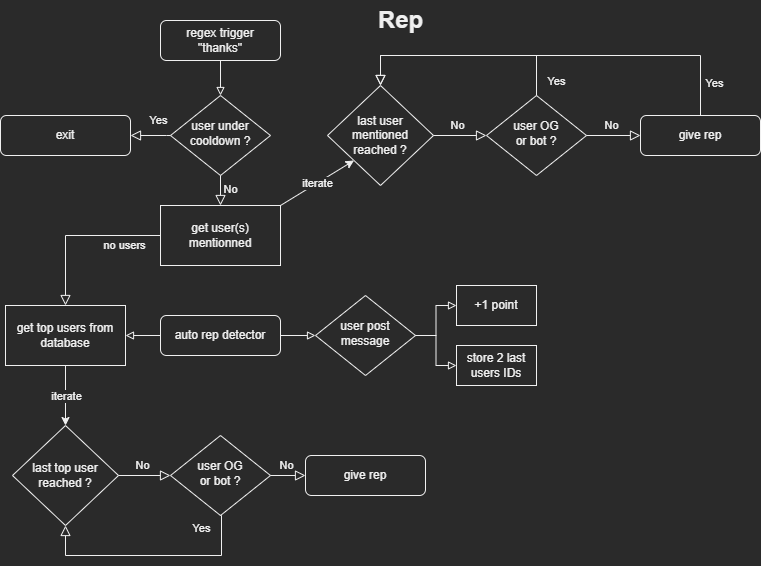 Rep
regex trigger
"thanks"
exit
Yes
user under
cooldown ?
No
get user(s)
mentionned
iterate
last user
mentioned
reached ?
No
user OG
or bot ?
Yes
No
give rep
Yes
no users
get top users from
database
auto rep detector
user post
message
+1 point
store 2 last
users IDs
iterate
last top user
reached ?
No
user OG
or bot ?
Yes
No
give rep